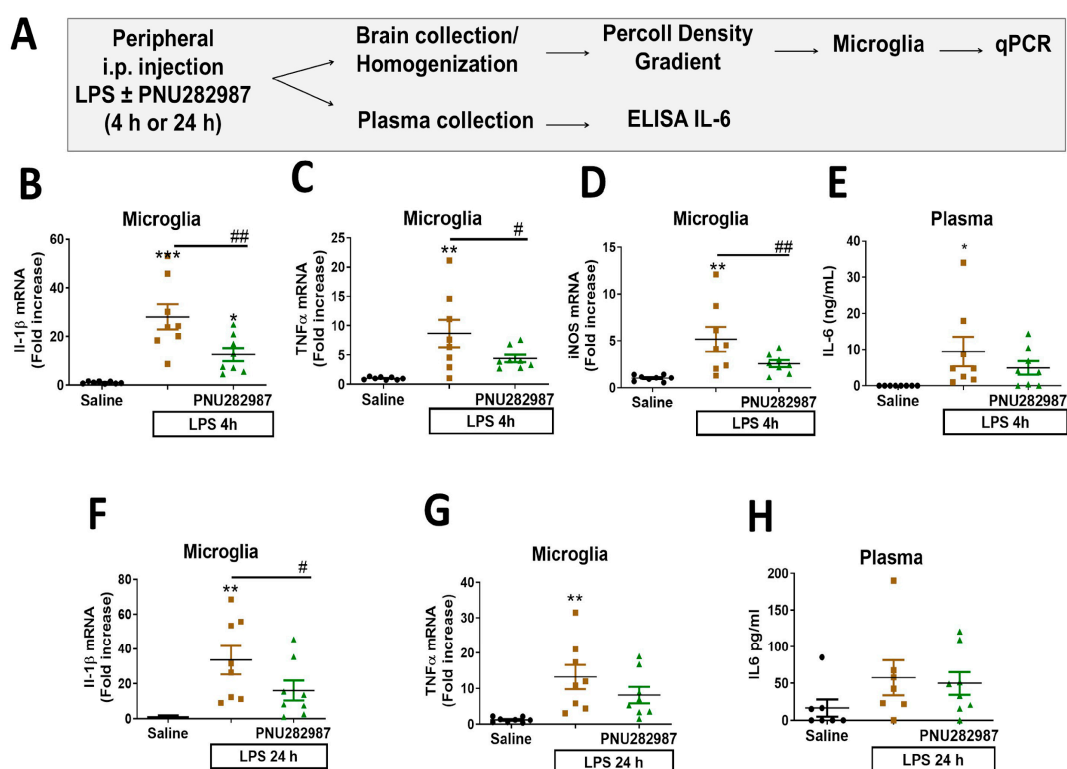 A
Peripheral
i.p. injection
LPS ± PNU282987
(4 h or 24 h)
Brain collection/
Homogenization
Percoll Density
Gradient
Microglia
qPCR
Plasma collection
ELISA IL-6
B
Microglia
Il-1β mRNA
(Fold increase)
60
40
20
0
***
##
*
Saline
PNU282987
LPS 4h
C
Microglia
TNFα mRNA
(Fold increase)
25
20
15
10
5
0
**
#
Saline
PNU282987
LPS 4h
D
Microglia
iNOS mRNA
(Fold increase)
15
10
5
0
**
##
Saline
PNU282987
LPS 4h
E
Plasma
IL-6 (ng/mL)
40
30
20
10
0
*
Saline
PNU282987
LPS 4h
F
Microglia
Il-1β mRNA
(Fold increase)
80
60
40
20
0
**
#
Saline
PNU282987
LPS 24 h
G
Microglia
TNFα mRNA
(Fold increase)
40
30
20
10
0
**
Saline
PNU282987
LPS 24 h
H
Plasma
IL6 pg/ml
200
150
100
50
0
Saline
PNU282987
LPS 24 h